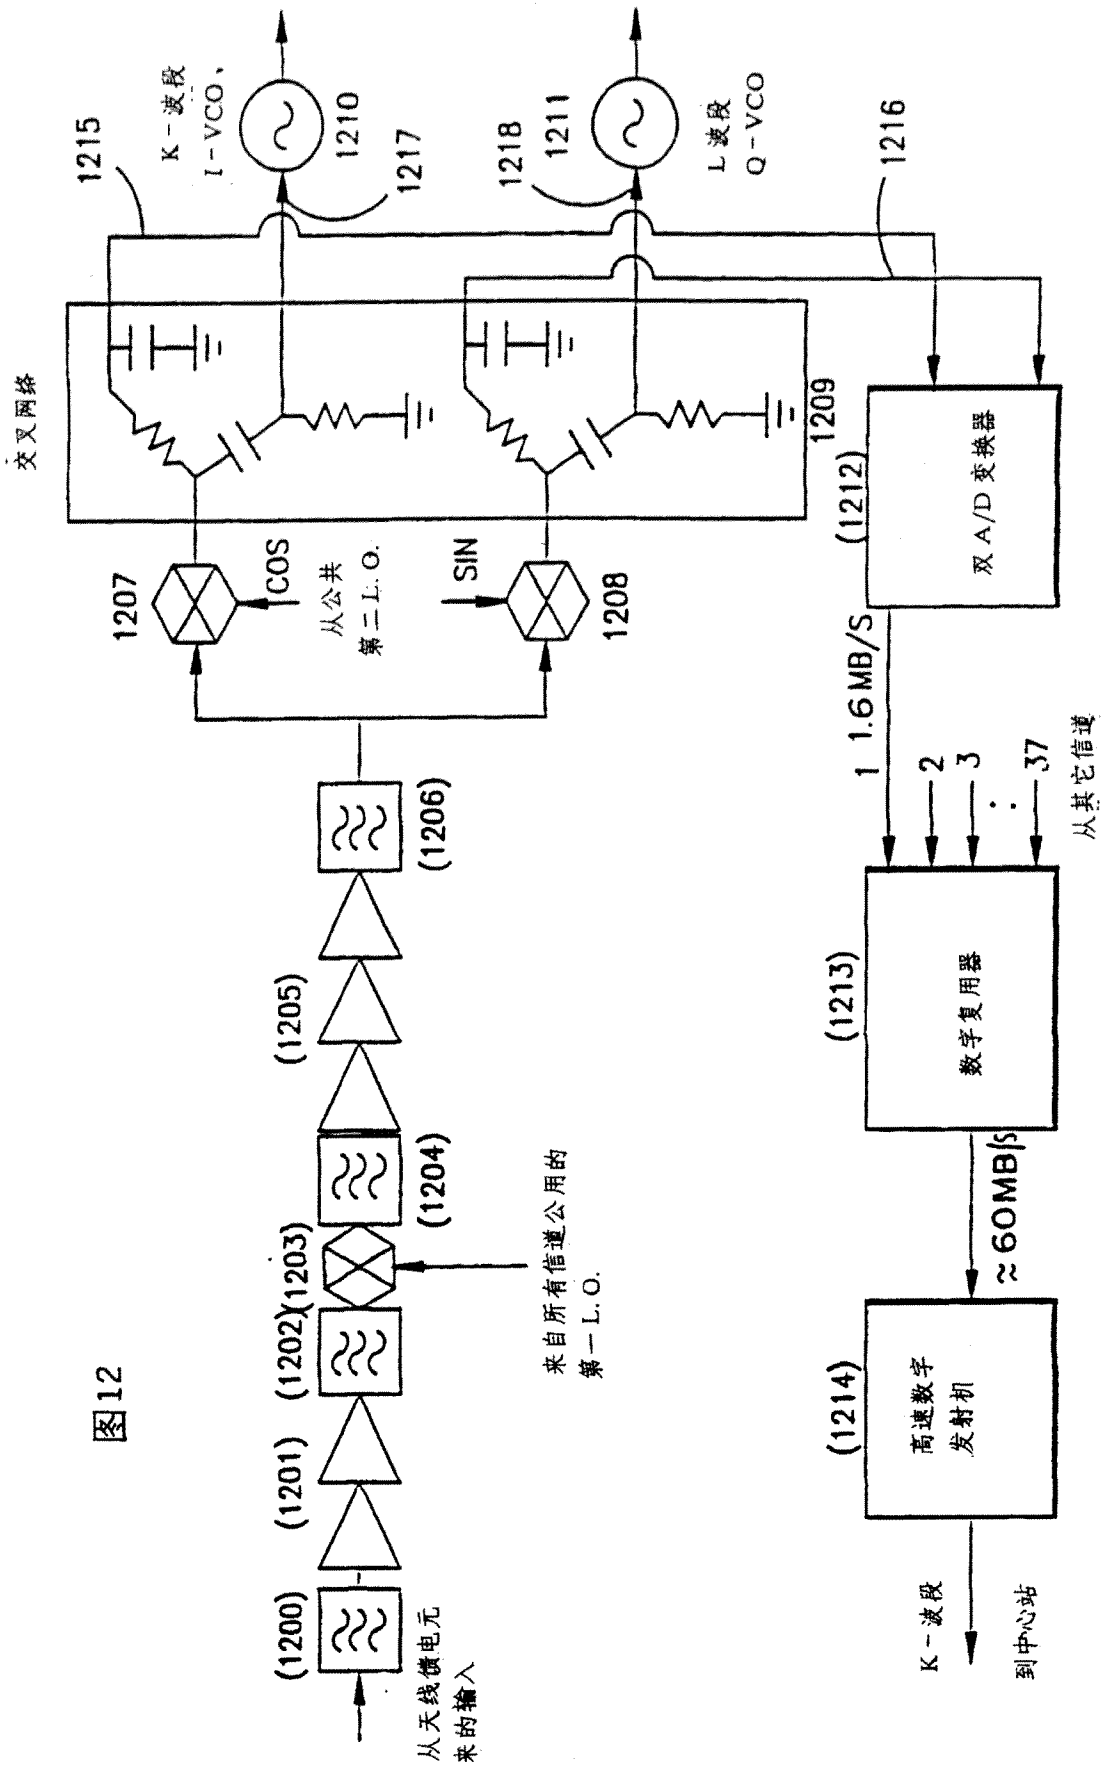 图12
交叉网络
1215
K-波段
I-VCO、
1210
1217
1218
1211
L 波段
Q-VCO
1216
1209
1207
COS
从公共
第二L.O.
SIN
1208
(1200)
(1201)
(1202)
(1203)
(1204)
(1205)
(1206)
从天线馈电元
来的输入
来自所有信道公用的
第一L.O.
(1212)
双A/D变换器
1 1.6MB/S
2
3
:
37
从其它信道
(1213)
数字复用器
≈60MB/S
(1214)
高速数字
发射机
K-波段
到中心站